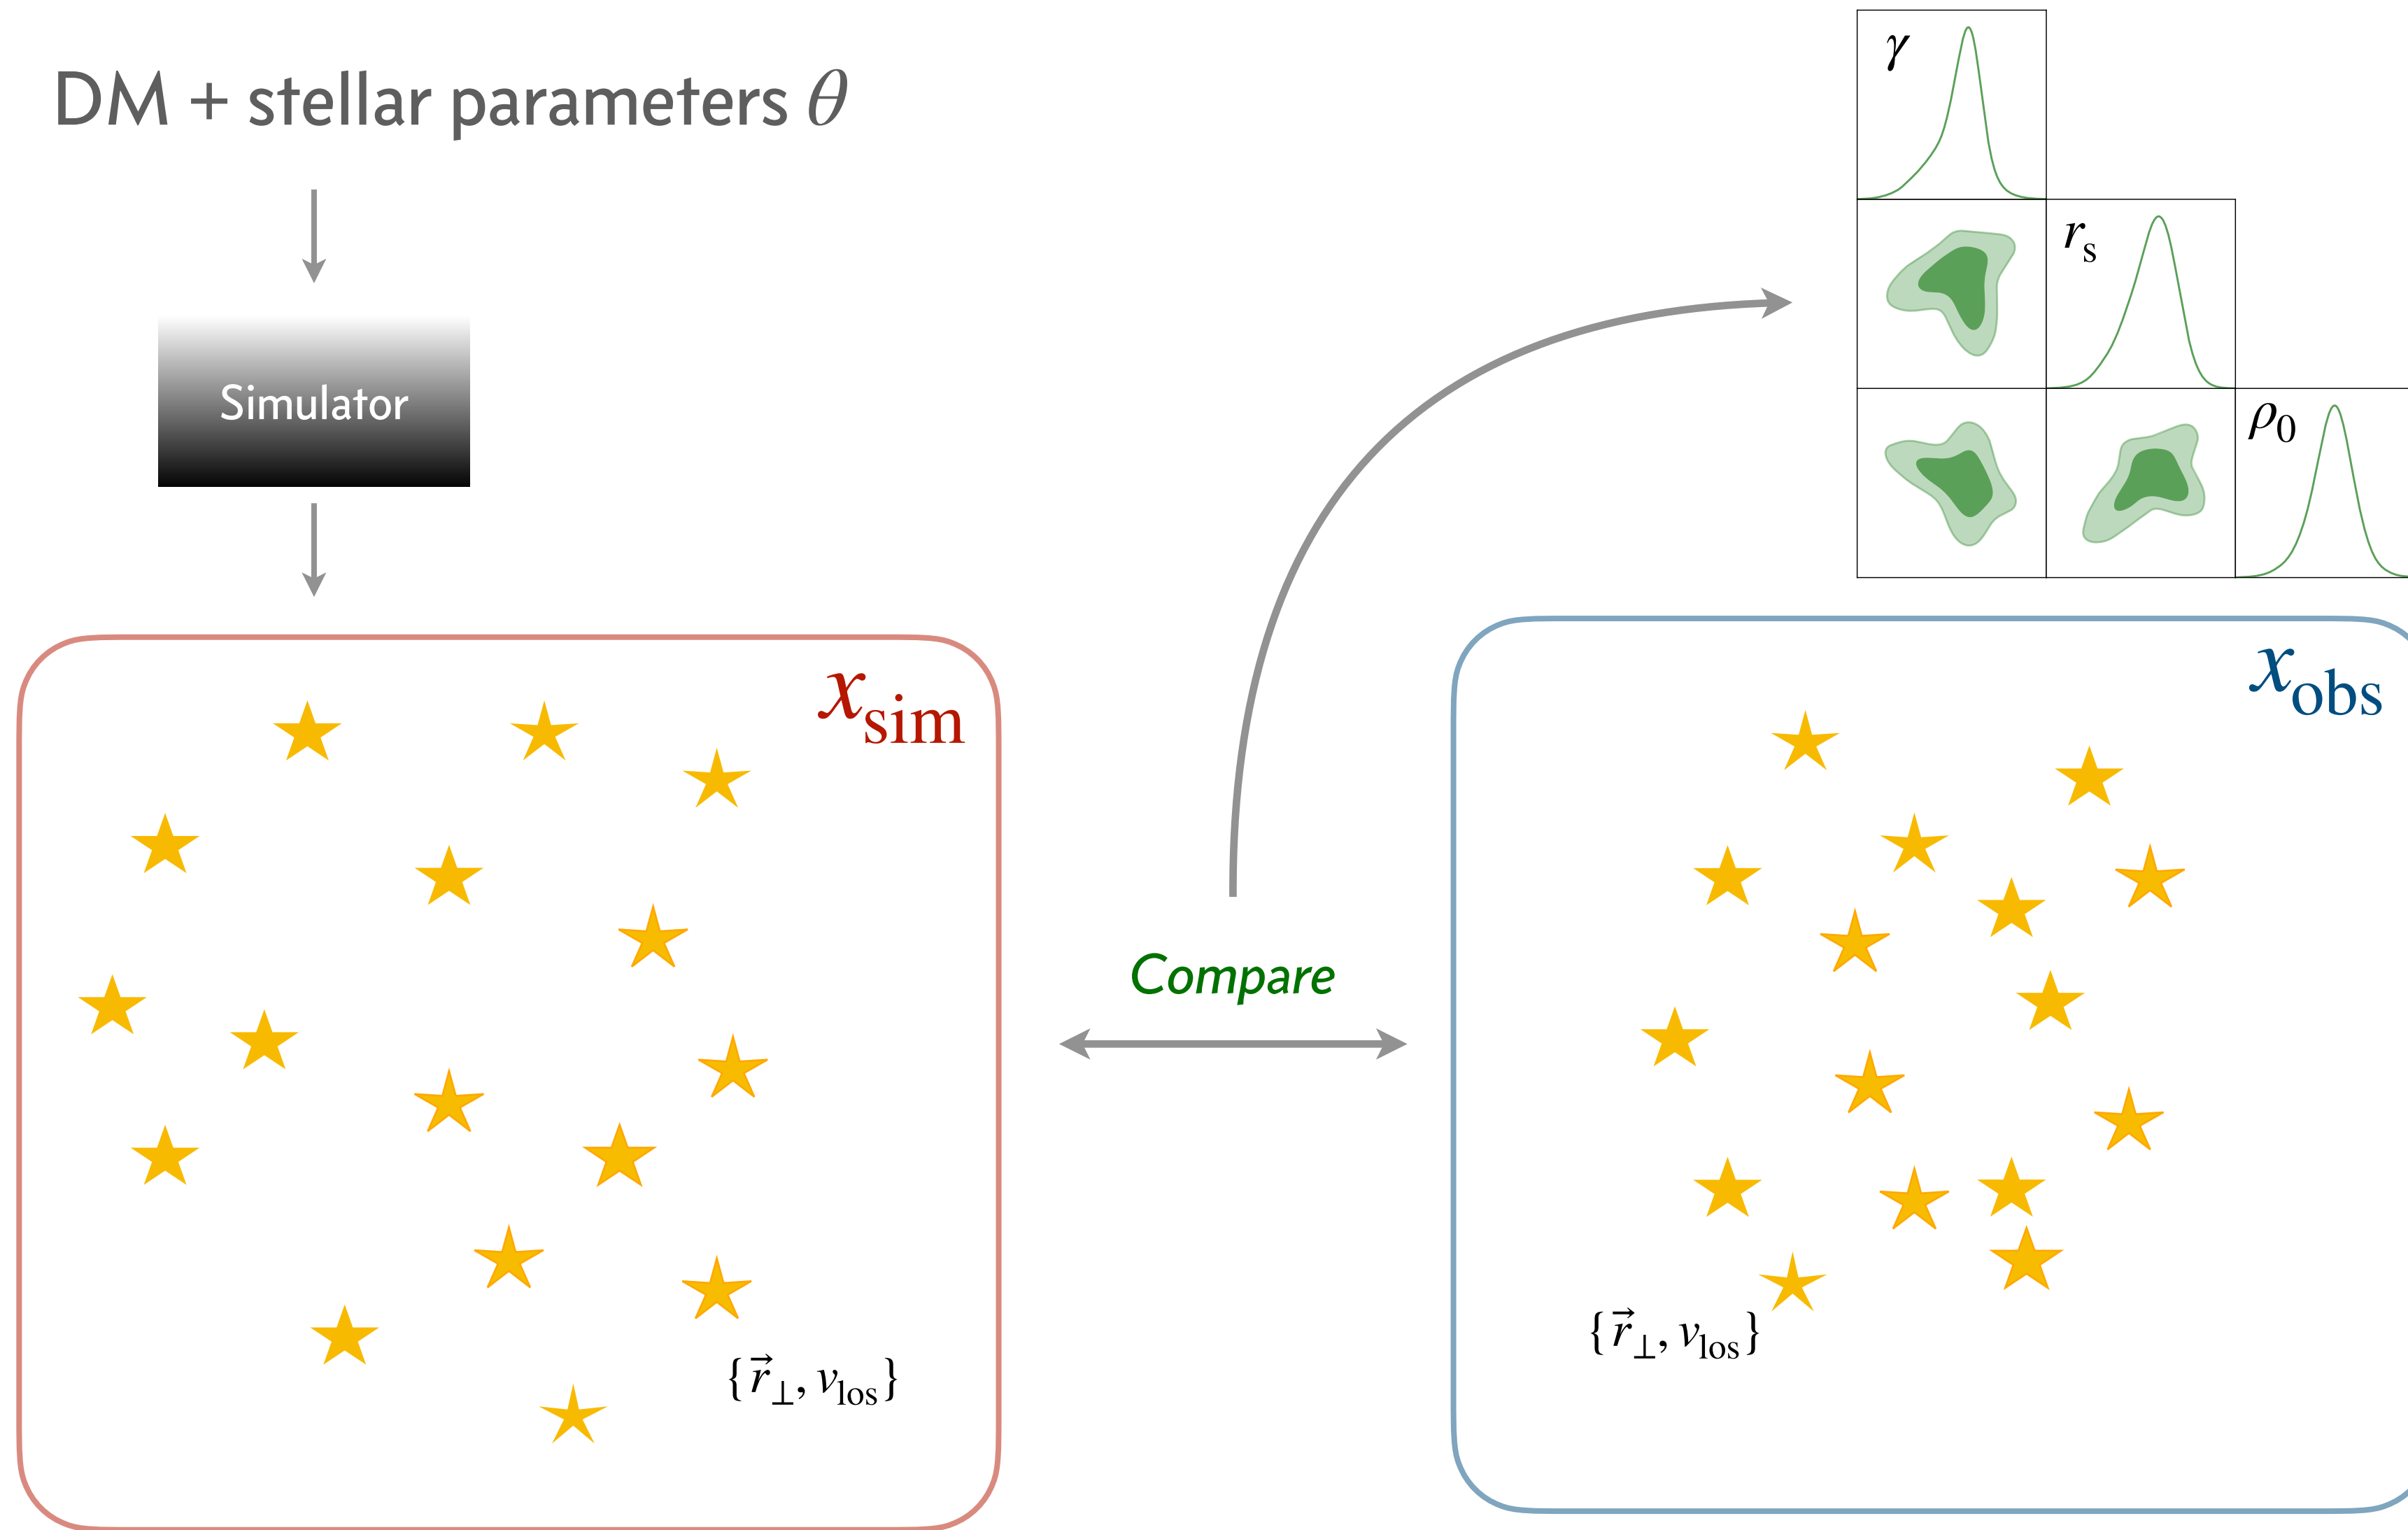 DM + stellar parameters θ
Simulator
γ
r_s
ρ_0
x_sim
x_obs
Compare
{ r⃗_⊥, v_los }
{ r⃗_⊥, v_los }